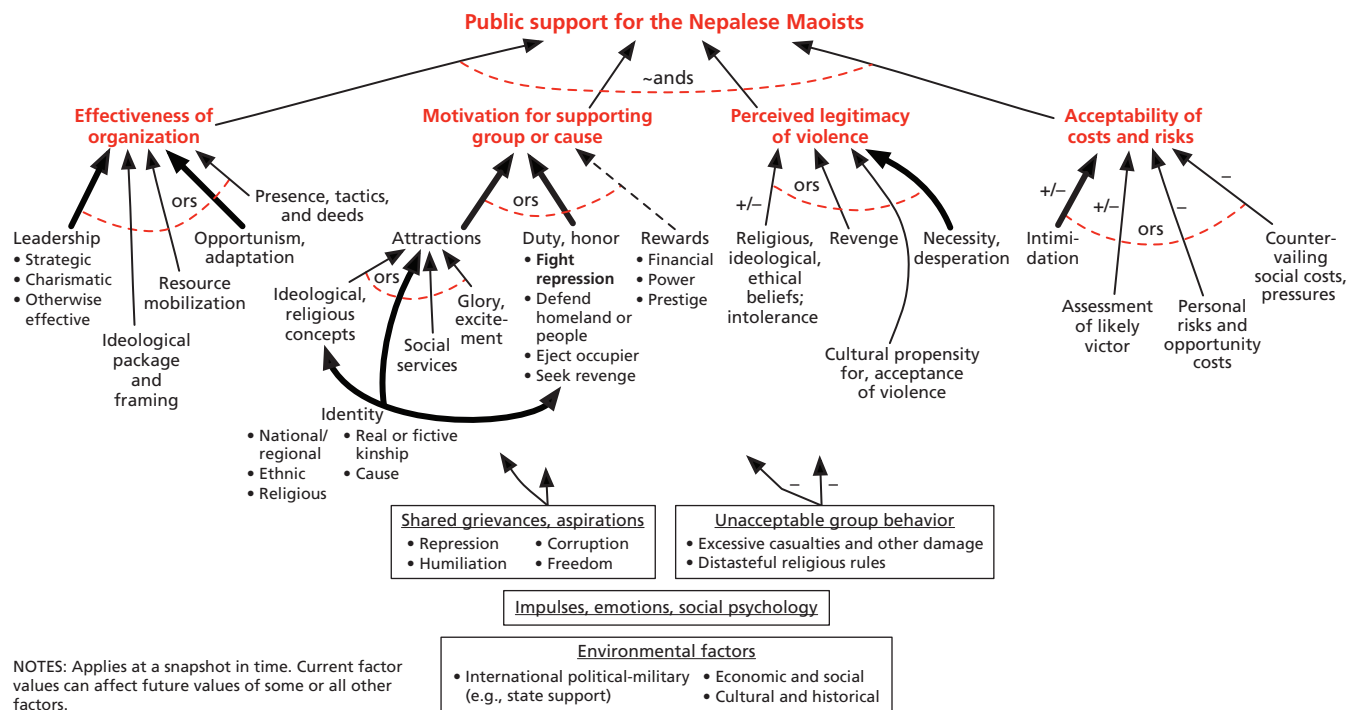 Public support for the Nepalese Maoists
~ands
Effectiveness of
organization
Motivation for supporting
group or cause
Perceived legitimacy
of violence
Acceptability of
costs and risks
ors
Presence, tactics,
and deeds
Leadership
• Strategic
• Charismatic
• Otherwise
effective
Opportunism,
adaptation
Resource
mobilization
Ideological
package
and
framing
ors
Attractions
ors
Ideological,
religious
concepts
Social
services
Glory,
excite-
ment
Duty, honor
• Fight
repression
• Defend
homeland or
people
• Eject occupier
• Seek revenge
Rewards
• Financial
• Power
• Prestige
Identity
• National/
regional
• Ethnic
• Religious
• Real or fictive
kinship
• Cause
ors
+/–
Religious,
ideological,
ethical
beliefs;
intolerance
Revenge
Necessity,
desperation
Cultural propensity
for, acceptance
of violence
+/–
+/–
–
–
ors
Intimi-
dation
Assessment
of likely
victor
Personal
risks and
opportunity
costs
Counter-
vailing
social costs,
pressures
Shared grievances, aspirations
• Repression
• Humiliation
• Corruption
• Freedom
–
–
Unacceptable group behavior
• Excessive casualties and other damage
• Distasteful religious rules
Impulses, emotions, social psychology
Environmental factors
• International political-military
(e.g., state support)
• Economic and social
• Cultural and historical
NOTES: Applies at a snapshot in time. Current factor
values can affect future values of some or all other
factors.